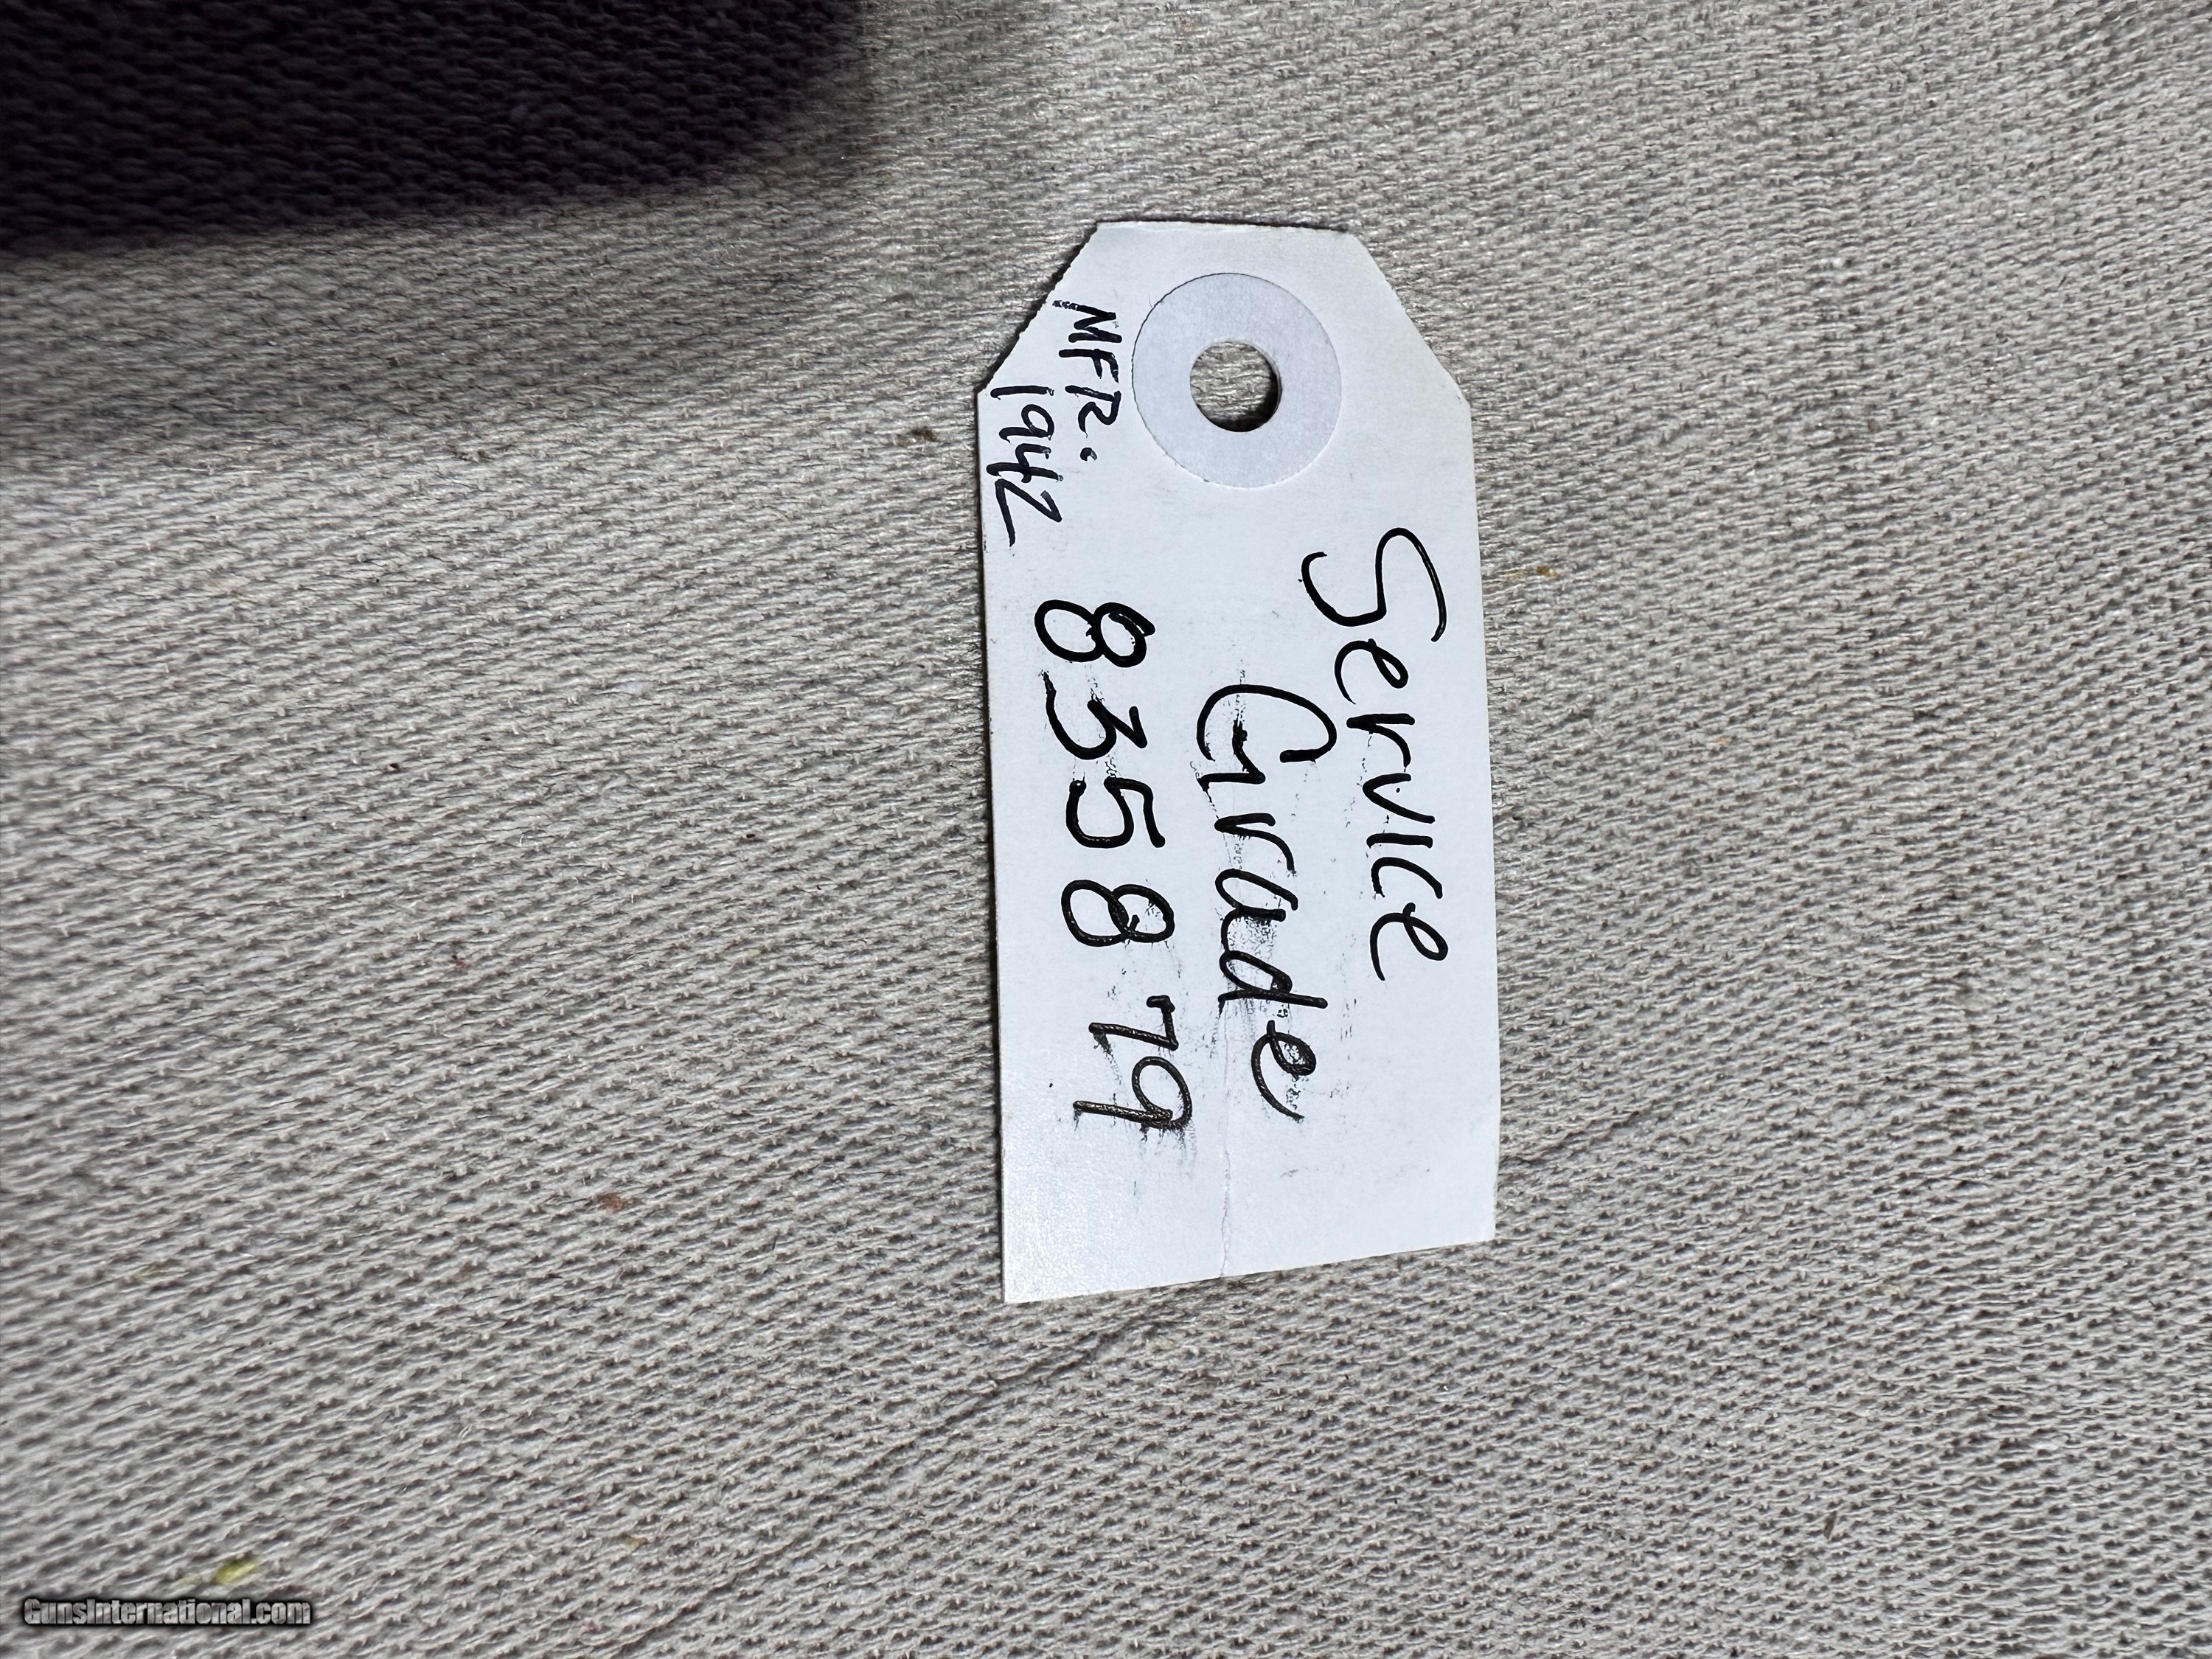 Service
Grade
MFR:
1942
835879
GunsInternational.com